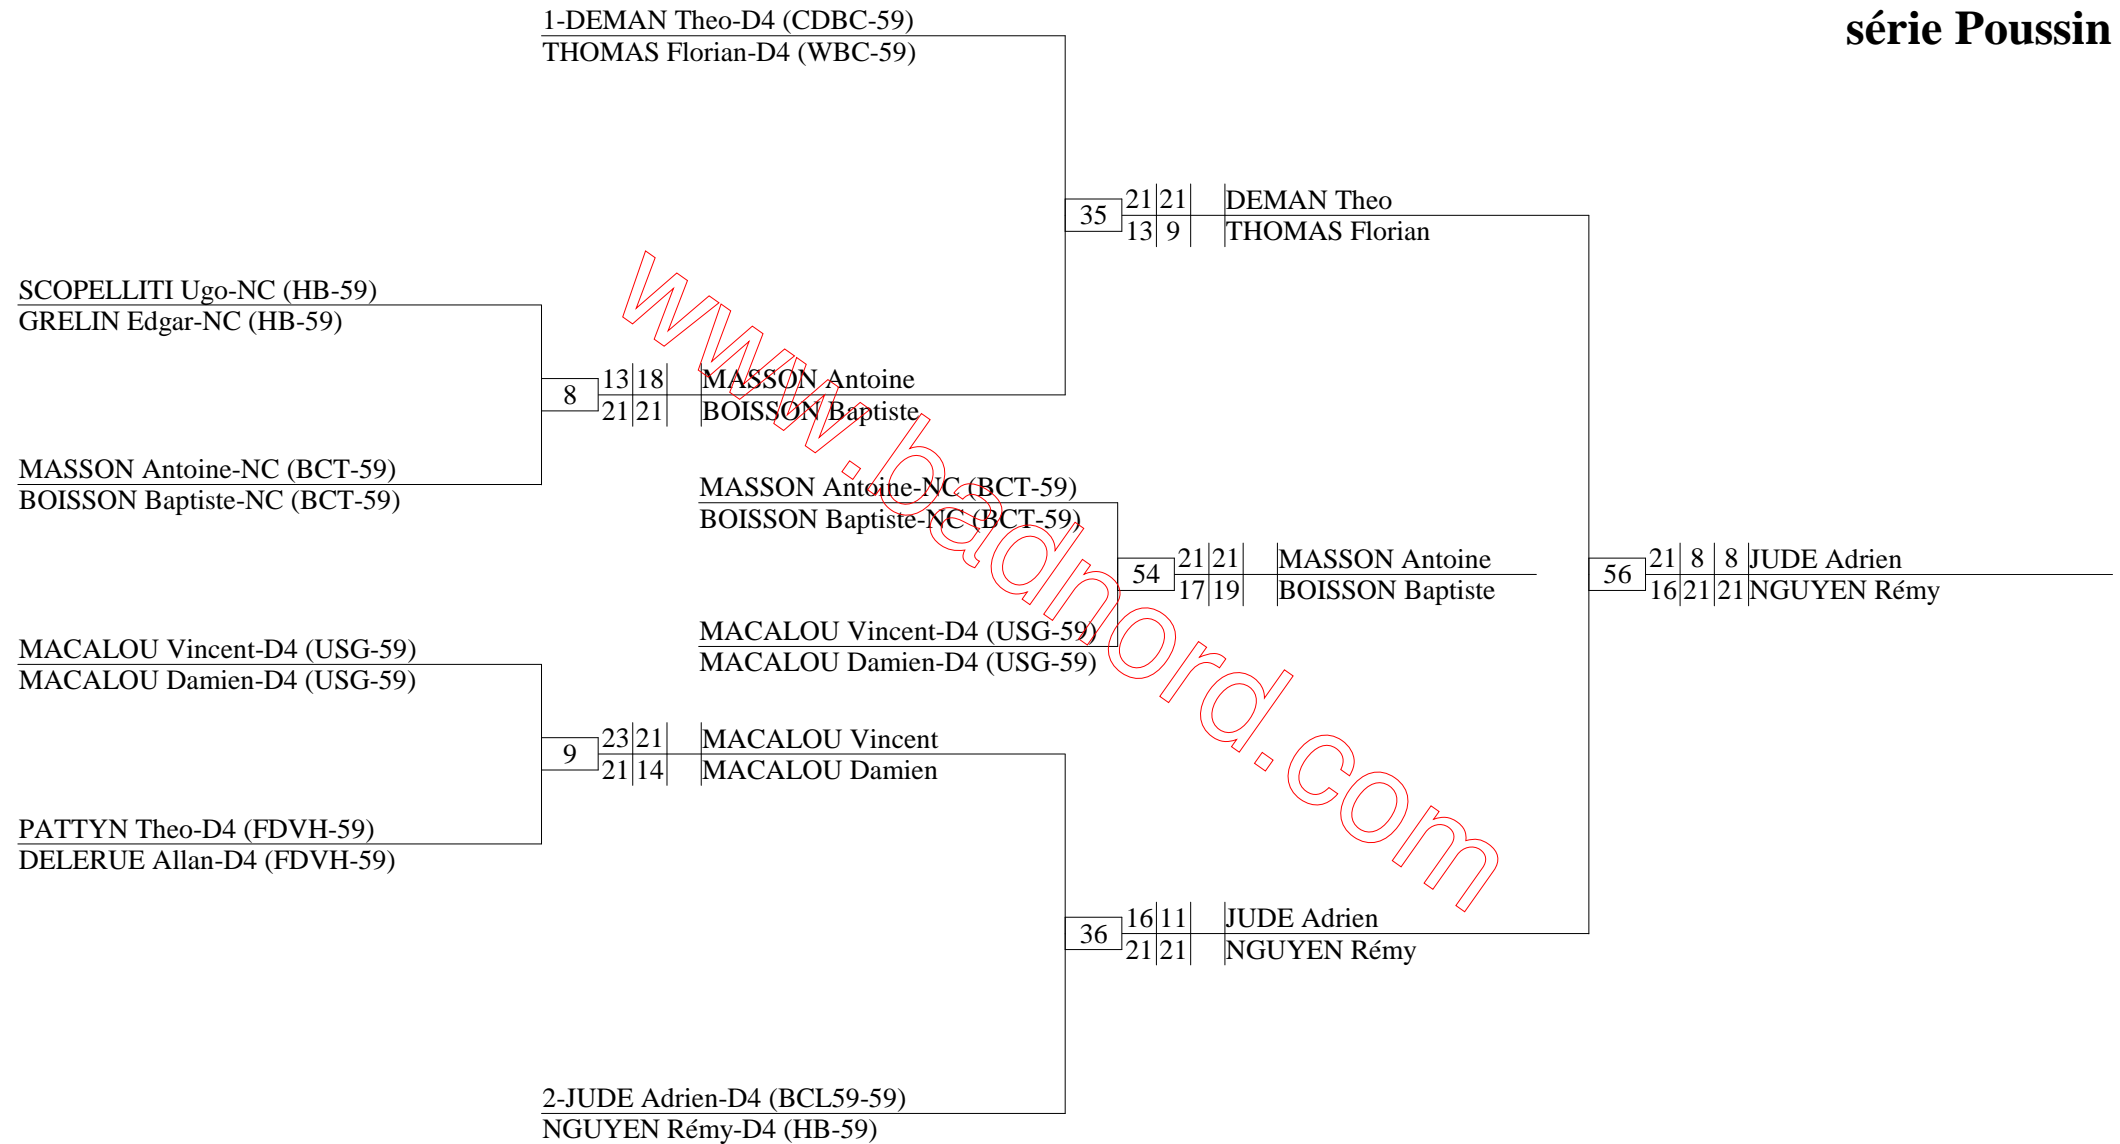 série Poussin
1-DEMAN Theo-D4 (CDBC-59)
THOMAS Florian-D4 (WBC-59)
35
21 21
13 9
DEMAN Theo
THOMAS Florian
SCOPELLITI Ugo-NC (HB-59)
GRELIN Edgar-NC (HB-59)
8
13 18
21 21
MASSON Antoine
BOISSON Baptiste
MASSON Antoine-NC (BCT-59)
BOISSON Baptiste-NC (BCT-59)
MASSON Antoine-NC (BCT-59)
BOISSON Baptiste-NC (BCT-59)
54
21 21
17 19
MASSON Antoine
BOISSON Baptiste
56
21 8 8
16 21 21
JUDE Adrien
NGUYEN Rémy
MACALOU Vincent-D4 (USG-59)
MACALOU Damien-D4 (USG-59)
MACALOU Vincent-D4 (USG-59)
MACALOU Damien-D4 (USG-59)
9
23 21
21 14
MACALOU Vincent
MACALOU Damien
PATTYN Theo-D4 (FDVH-59)
DELERUE Allan-D4 (FDVH-59)
36
16 11
21 21
JUDE Adrien
NGUYEN Rémy
2-JUDE Adrien-D4 (BCL59-59)
NGUYEN Rémy-D4 (HB-59)
www.badnord.com